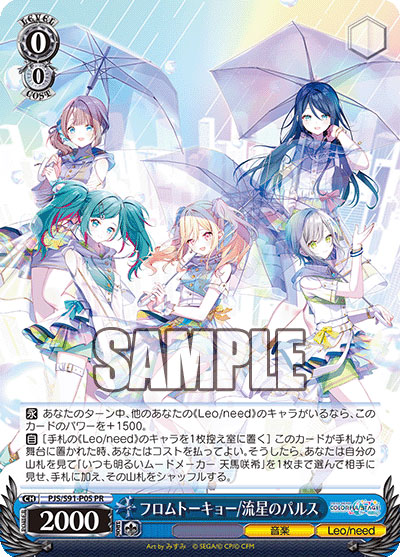 LEVEL
0
0
COST
SAMPLE
永 あなたのターン中、他のあなたの《Leo/need》のキャラがいるなら、この
カードのパワーを＋1500。
自 ［手札の《Leo/need》のキャラを1枚控え室に置く］ このカードが手札から
舞台に置かれた時、あなたはコストを払ってよい。そうしたら、あなたは自分の
山札を見て「いつも明るいムードメーカー 天馬咲希」を1枚まで選んで相手に
見せ、手札に加え、その山札をシャッフルする。
CH PJS/S91-P05 PR
POWER
2000
フロムトーキョー/流星のパルス
COLORFUL STAGE!
音楽
Leo/need
Art by みすみ © SEGA/© CP/© CFM